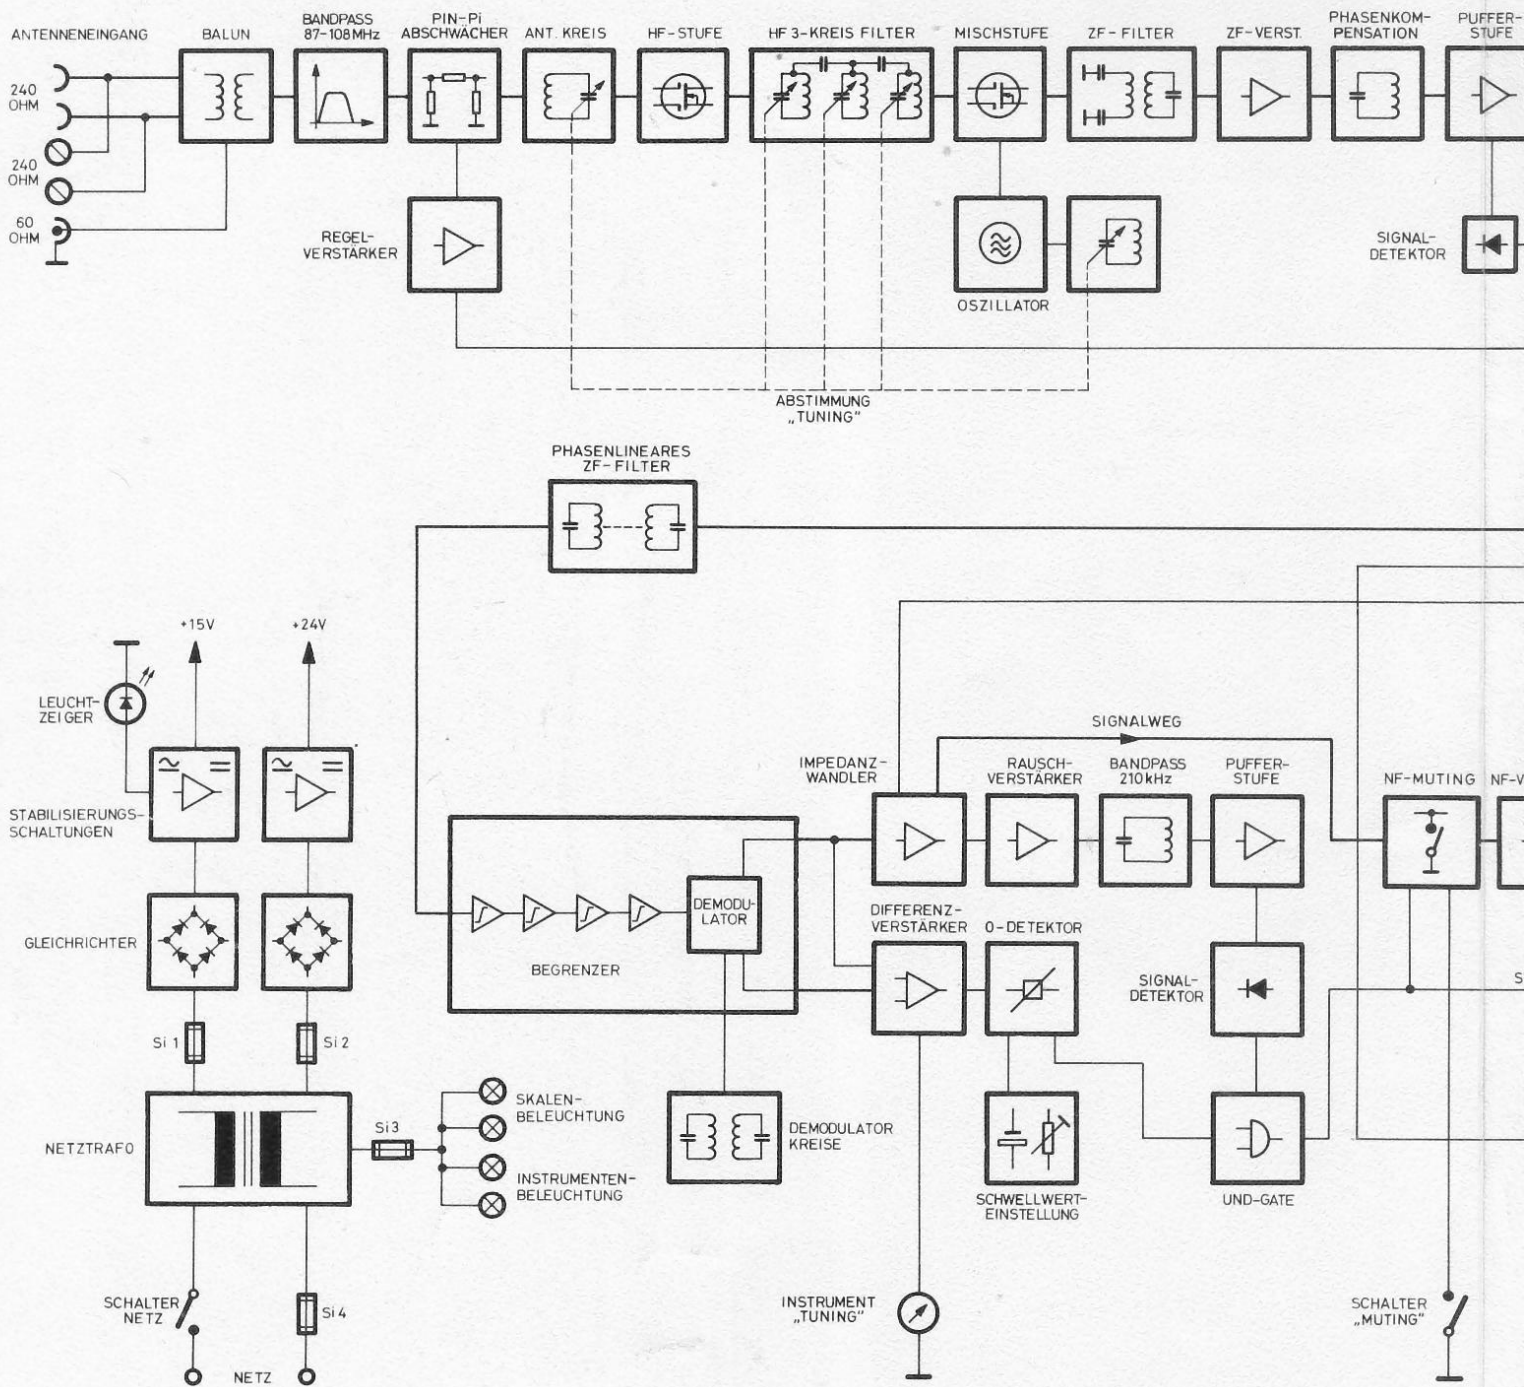 ANTENNENEINGANG
BALUN
BANDPASS
87-108MHz
PIN-Pi
ABSCHWÄCHER
ANT. KREIS
HF-STUFE
HF 3-KREIS FILTER
MISCHSTUFE
ZF-FILTER
ZF-VERST.
PHASENKOM-
PENSATION
PUFFER-
STUFE
240
OHM
240
OHM
60
OHM
REGEL-
VERSTÄRKER
OSZILLATOR
SIGNAL-
DETEKTOR
ABSTIMMUNG
„TUNING"
PHASENLINEARES
ZF-FILTER
+15V
+24V
LEUCHT-
ZEIGER
STABILISIERUNGS-
SCHALTUNGEN
GLEICHRICHTER
Si 1
Si 2
NETZTRAFO
Si3
SKALEN-
BELEUCHTUNG
INSTRUMENTEN-
BELEUCHTUNG
SCHALTER
NETZ
Si4
NETZ
SIGNALWEG
IMPEDANZ-
WANDLER
RAUSCH-
VERSTÄRKER
BANDPASS
210kHz
PUFFER-
STUFE
NF-MUTING
NF-V
DEMODU-
LATOR
BEGRENZER
DIFFERENZ-
VERSTÄRKER
0-DETEKTOR
SIGNAL-
DETEKTOR
S
DEMODULATOR
KREISE
SCHWELLWERT-
EINSTELLUNG
UND-GATE
INSTRUMENT
„TUNING"
SCHALTER
„MUTING"